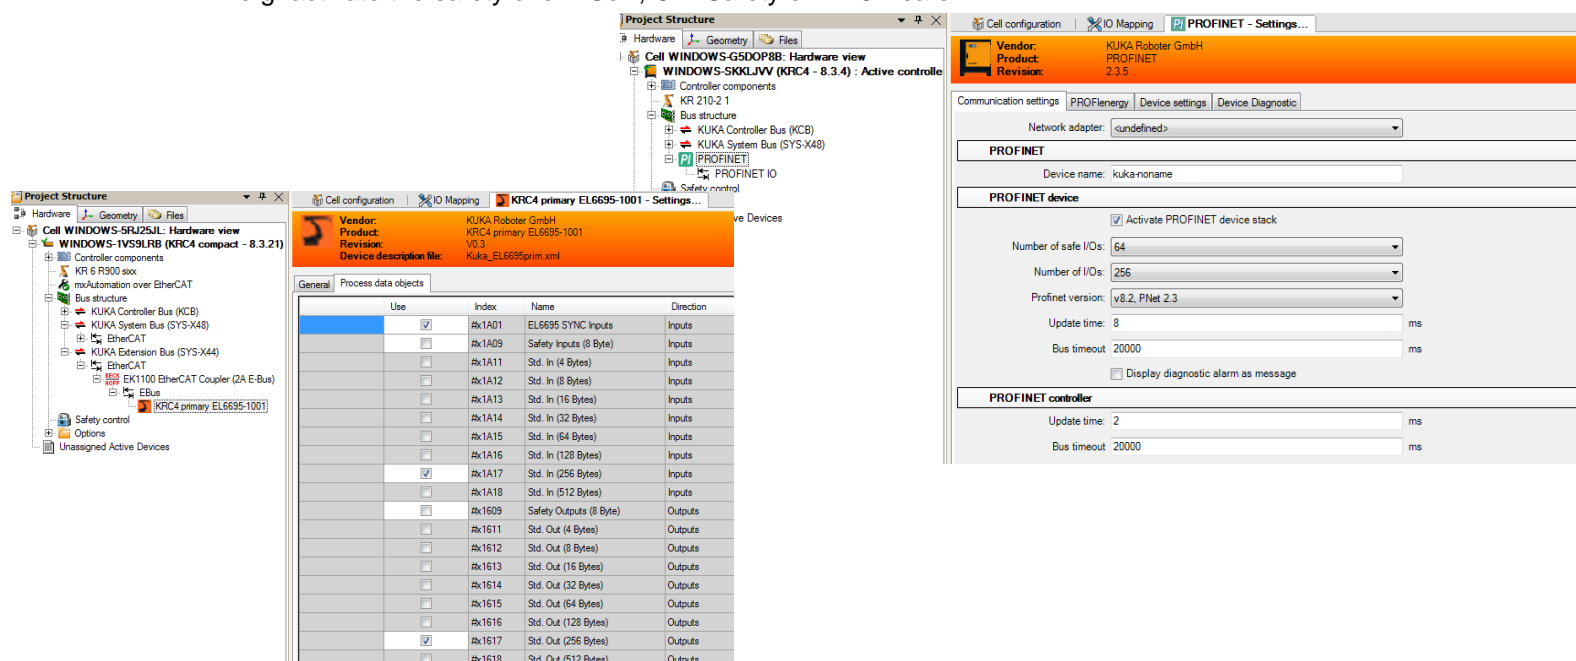 Project Structure
Hardware
Geometry
Files
Cell WINDOWS-G5DOP8B: Hardware view
WINDOWS-SKKLJVV (KRC4 - 8.3.4) : Active controlle
Controller components
KR 210-2 1
Bus structure
KUKA Controller Bus (KCB)
KUKA System Bus (SYS-X48)
PROFINET
PROFINET IO
Safety control
ve Devices
Cell configuration
IO Mapping
PROFINET - Settings...
Vendor: KUKA Roboter GmbH
Product: PROFINET
Revision: 2.3.5
Communication settings
PROFIenergy
Device settings
Device Diagnostic
Network adapter: <undefined>
PROFINET
Device name: kuka-noname
PROFINET device
Activate PROFINET device stack
Number of safe I/Os: 64
Number of I/Os: 256
Profinet version: v8.2, PNet 2.3
Update time: 8 ms
Bus timeout 20000 ms
Display diagnostic alarm as message
PROFINET controller
Update time: 2 ms
Bus timeout 20000 ms
Project Structure
Hardware
Geometry
Files
Cell WINDOWS-5RJ25JL: Hardware view
WINDOWS-1VS9LRB (KRC4 compact - 8.3.21)
Controller components
KR 6 R900 sixx
mxAutomation over EtherCAT
Bus structure
KUKA Controller Bus (KCB)
KUKA System Bus (SYS-X48)
EtherCAT
KUKA Extension Bus (SYS-X44)
EtherCAT
EK1100 EtherCAT Coupler (2A E-Bus)
EBus
KRC4 primary EL6695-1001
Safety control
Options
Unassigned Active Devices
Cell configuration
IO Mapping
KRC4 primary EL6695-1001 - Settings...
Vendor: KUKA Roboter GmbH
Product: KRC4 primary EL6695-1001
Revision: V0.3
Device description file: Kuka_EL6695prim.xml
General
Process data objects
Use Index Name Direction
#x1A01 EL6695 SYNC Inputs Inputs
#x1A09 Safety Inputs (8 Byte) Inputs
#x1A11 Std. In (4 Bytes) Inputs
#x1A12 Std. In (8 Bytes) Inputs
#x1A13 Std. In (16 Bytes) Inputs
#x1A14 Std. In (32 Bytes) Inputs
#x1A15 Std. In (64 Bytes) Inputs
#x1A16 Std. In (128 Bytes) Inputs
#x1A17 Std. In (256 Bytes) Inputs
#x1A18 Std. In (512 Bytes) Inputs
#x1609 Safety Outputs (8 Byte) Outputs
#x1611 Std. Out (4 Bytes) Outputs
#x1612 Std. Out (8 Bytes) Outputs
#x1613 Std. Out (16 Bytes) Outputs
#x1614 Std. Out (32 Bytes) Outputs
#x1615 Std. Out (64 Bytes) Outputs
#x1616 Std. Out (128 Bytes) Outputs
#x1617 Std. Out (256 Bytes) Outputs
#x1618 Std. Out (512 Bytes) Outputs